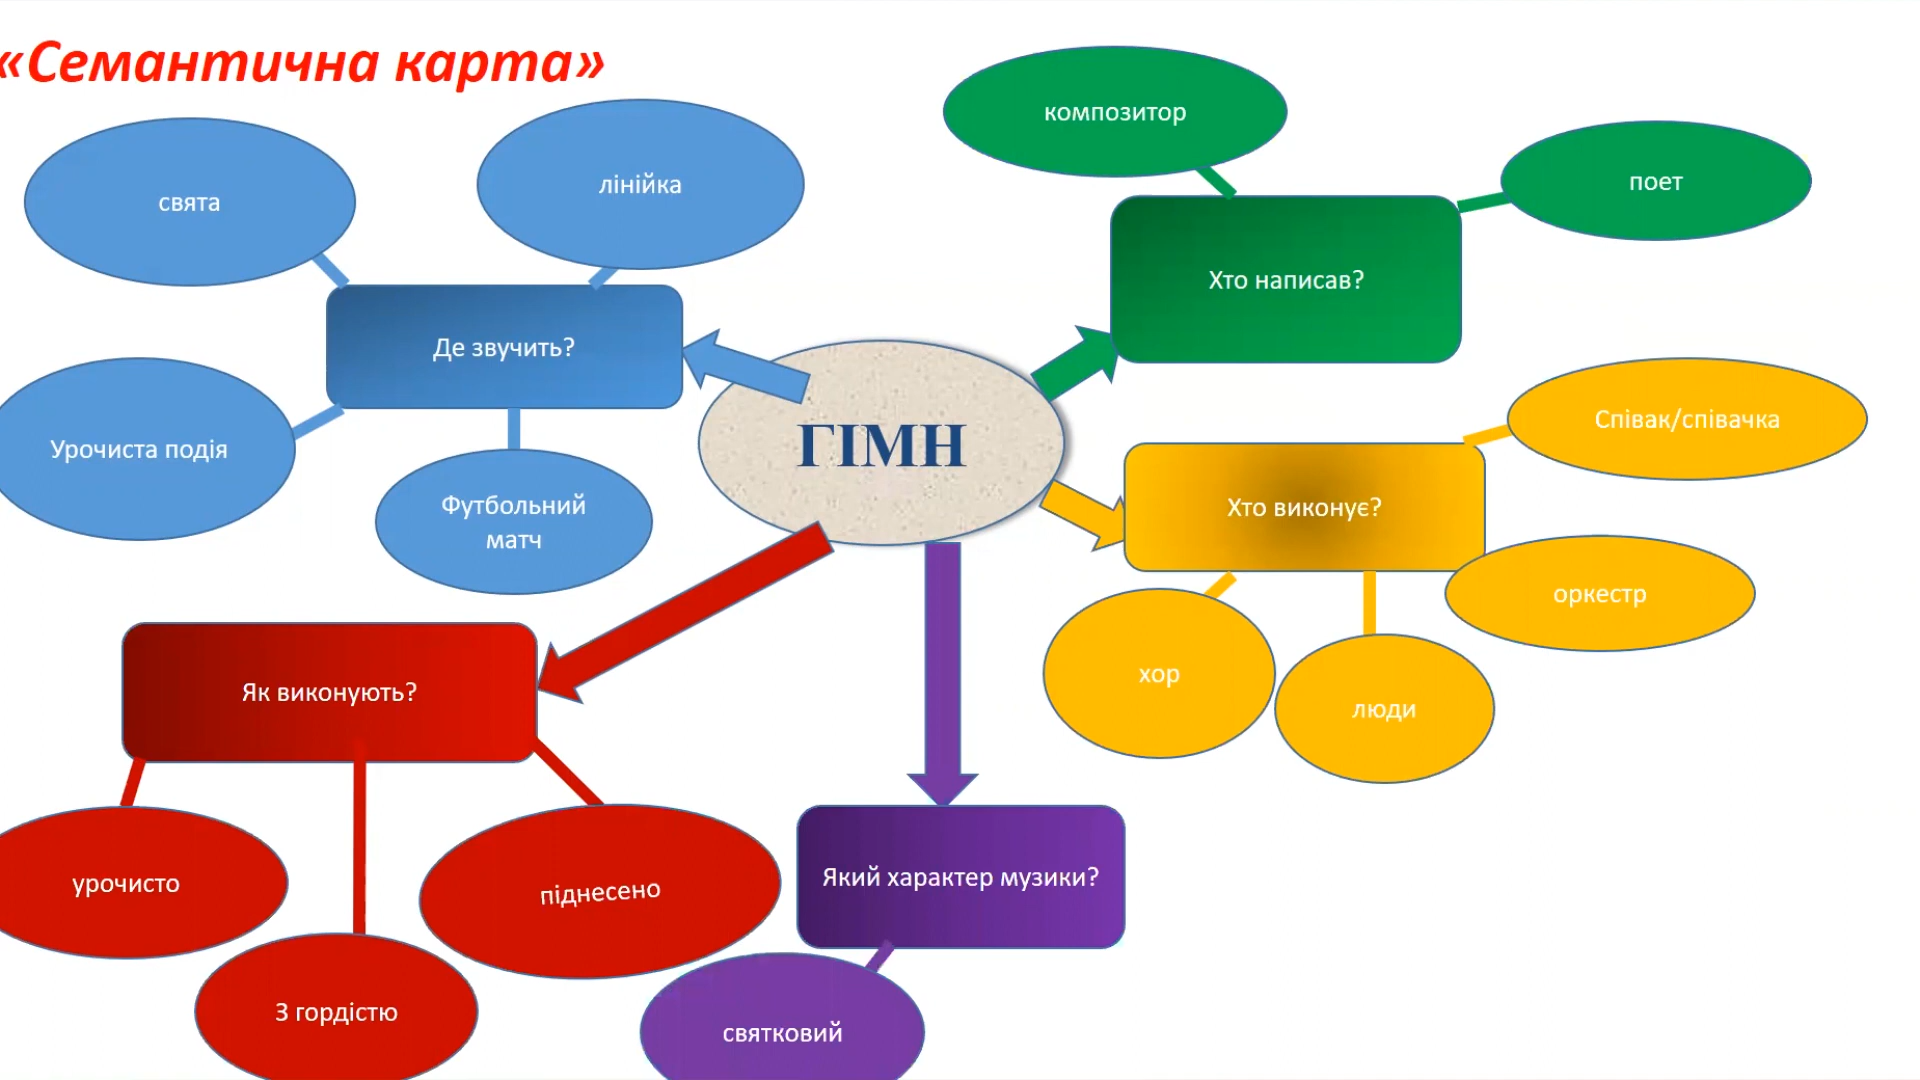 «Семантична карта»
композитор
поет
лінійка
свята
Хто написав?
Де звучить?
Співак/співачка
ГІМН
Урочиста подія
Футбольний
матч
Хто виконує?
оркестр
хор
люди
Як виконують?
урочисто
піднесено
Який характер музики?
З гордістю
святковий